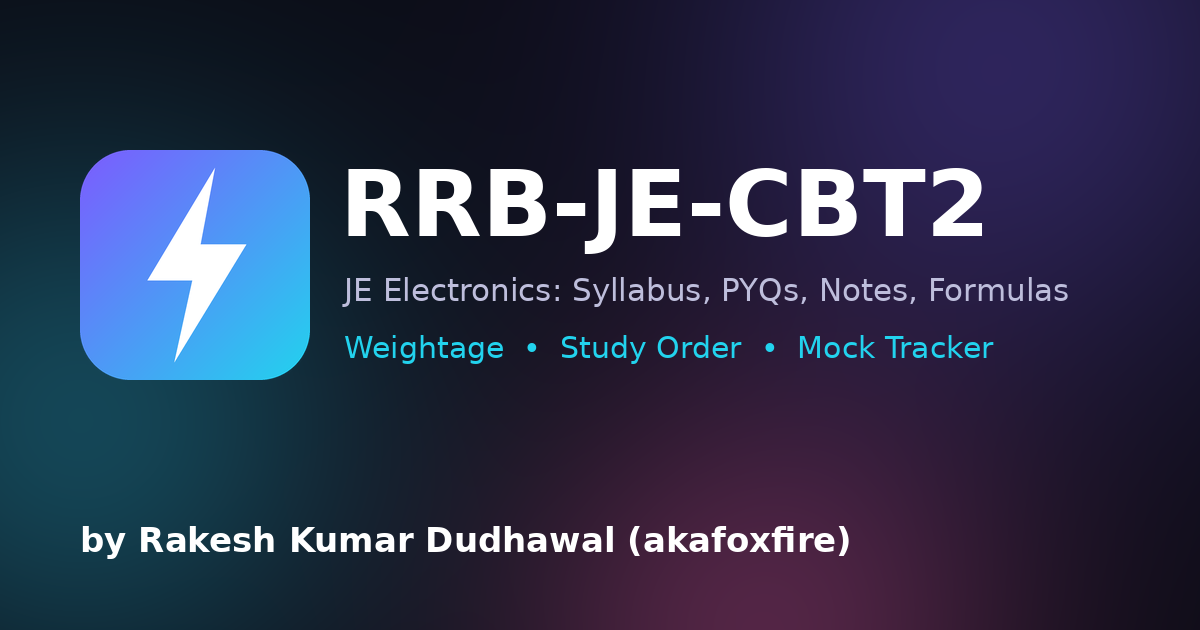 RRB-JE-CBT2
JE Electronics: Syllabus, PYQs, Notes, Formulas
Weightage • Study Order • Mock Tracker
by Rakesh Kumar Dudhawal (akafoxfire)